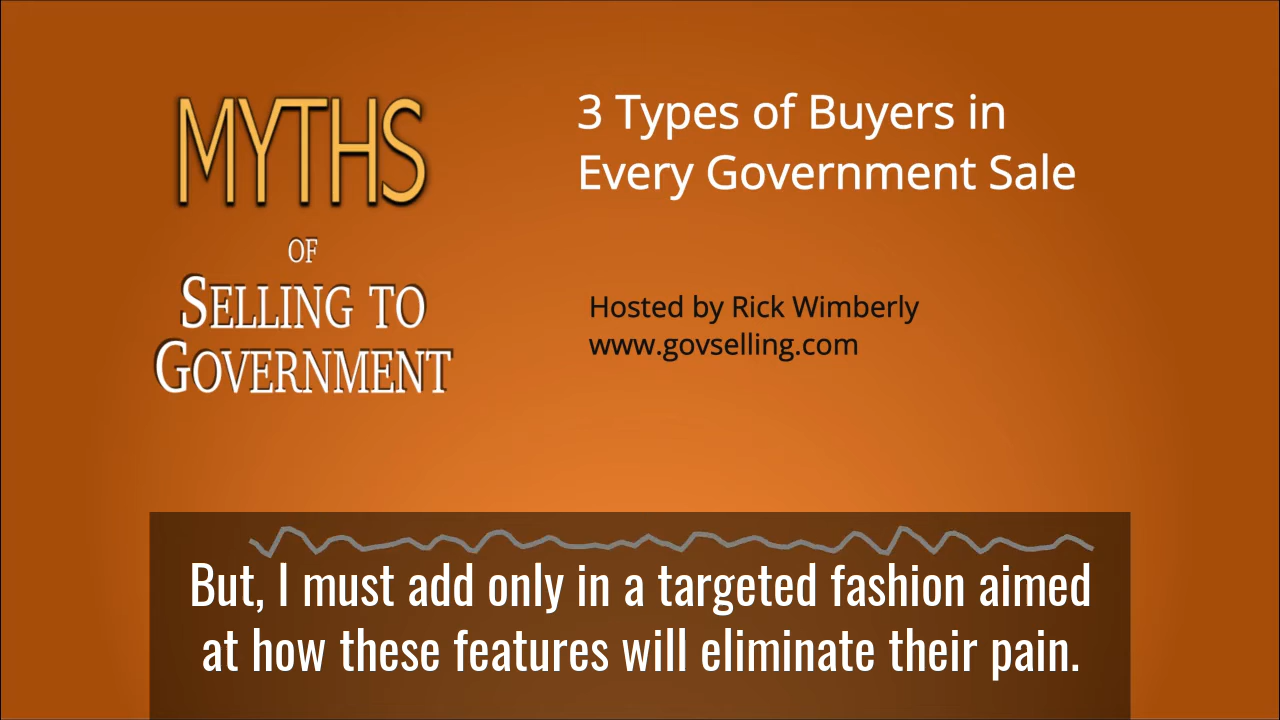 MYTHS
OF
SELLING TO
GOVERNMENT
3 Types of Buyers in
Every Government Sale
Hosted by Rick Wimberly
www.govselling.com
But, I must add only in a targeted fashion aimed
at how these features will eliminate their pain.